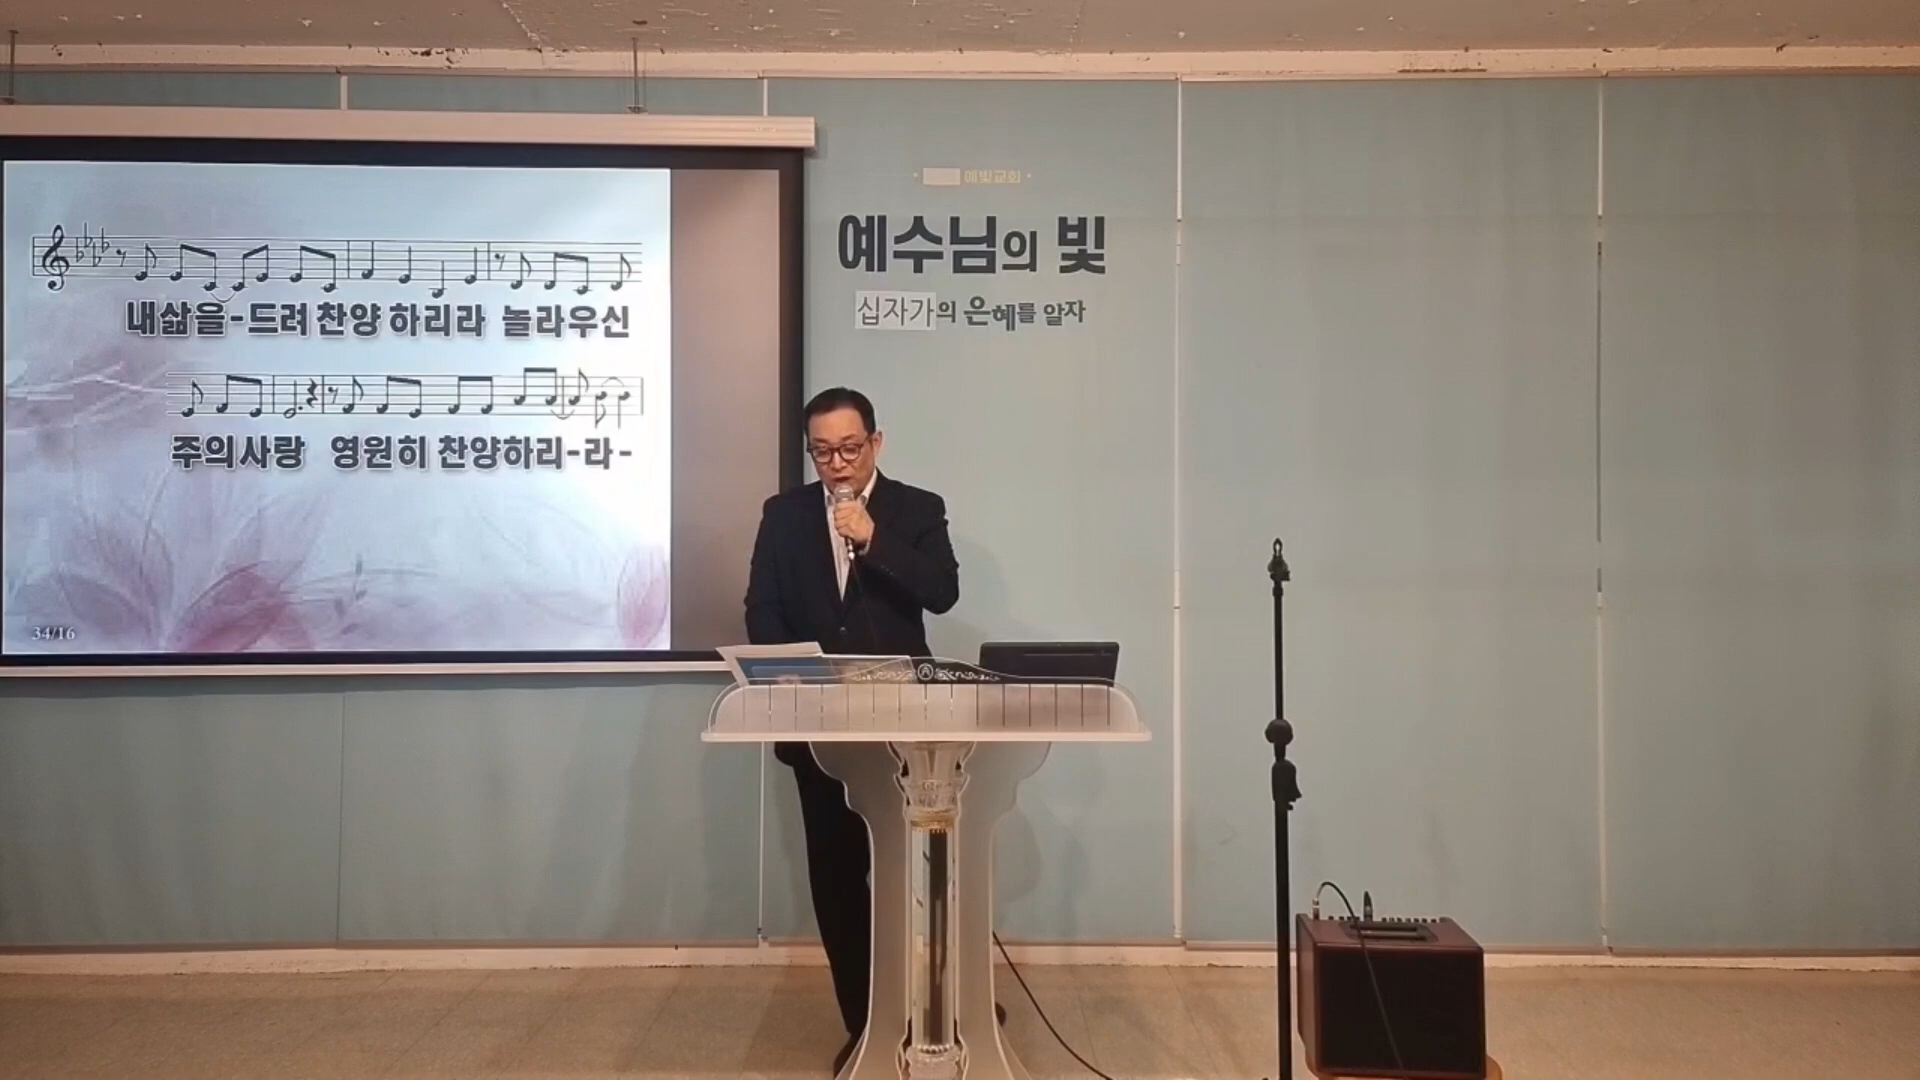 내삶을-드려 찬양 하리라 놀라우신
주의사랑 영원히 찬양하리-라-
34/16
예빛교회
예수님의 빛
십자가의 은혜를 알자